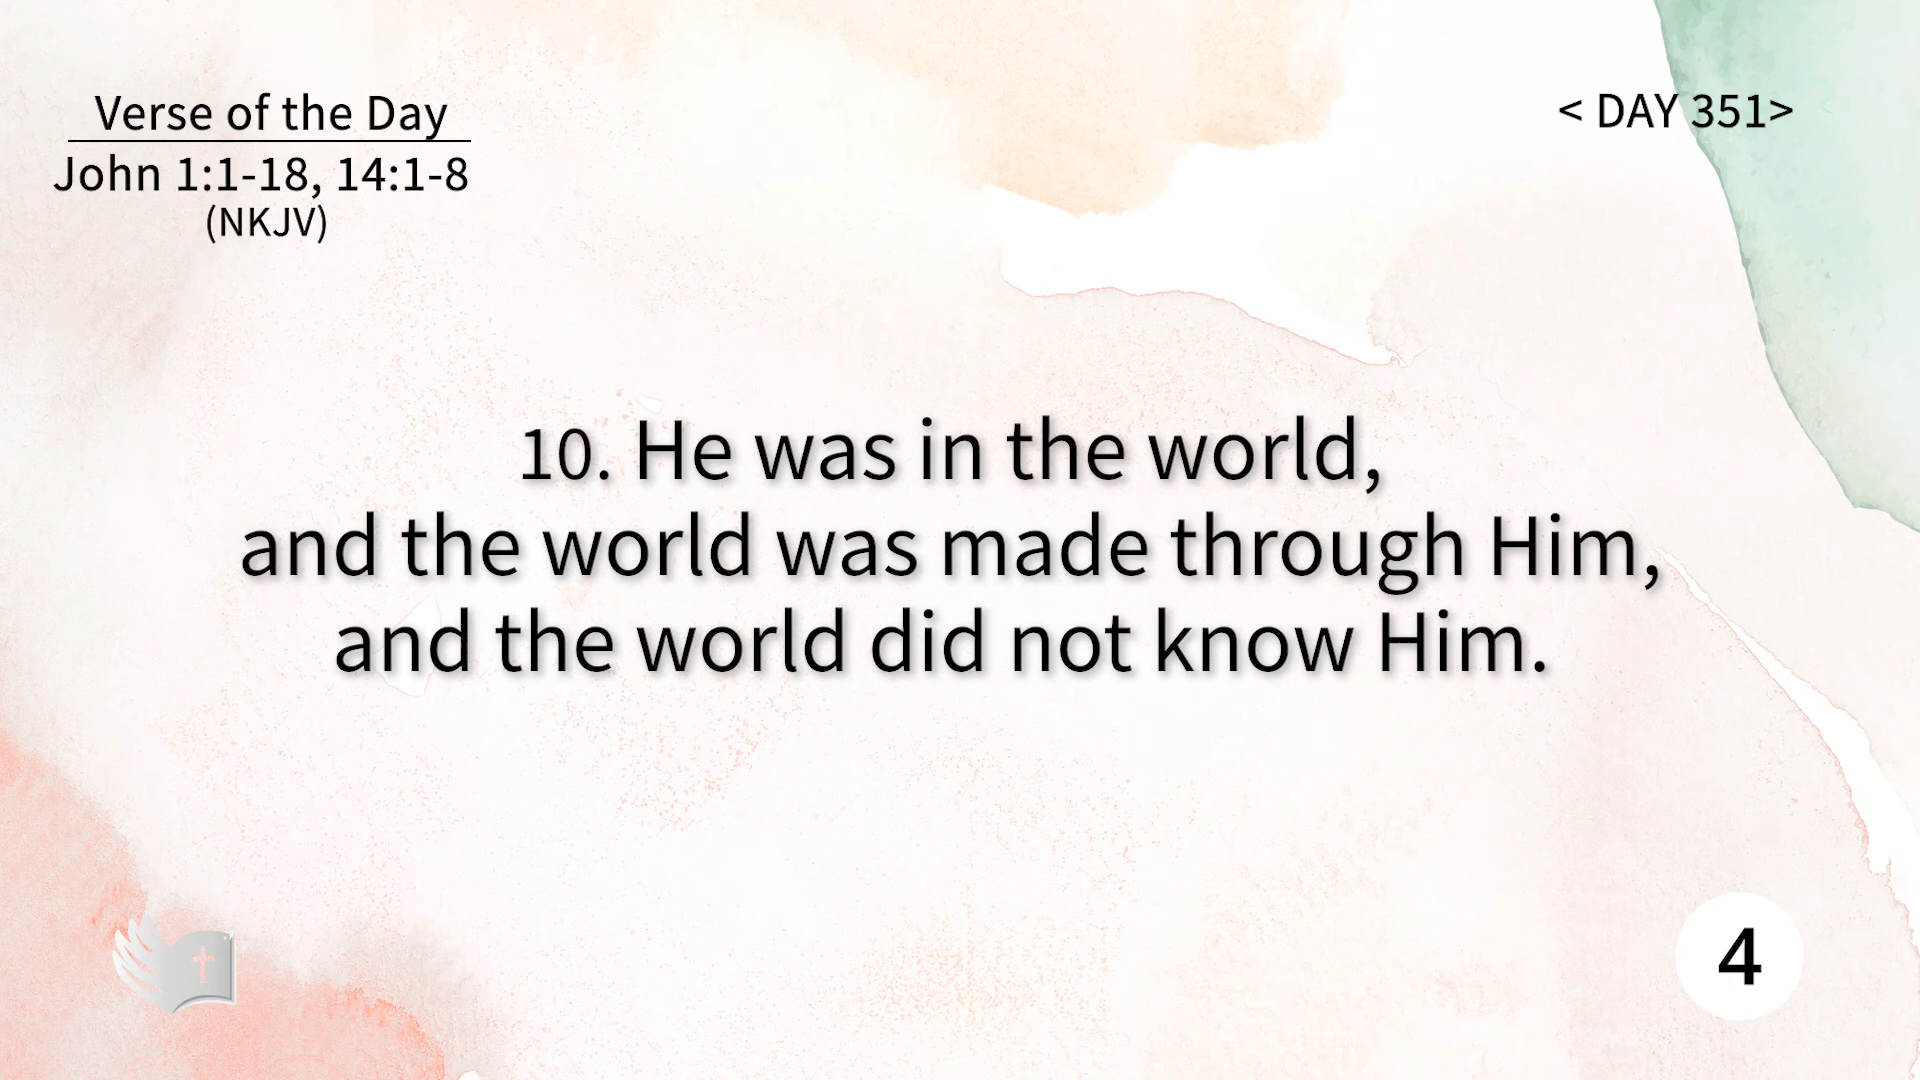 Verse of the Day
John 1:1-18, 14:1-8
(NKJV)
< DAY 351>
10. He was in the world,
and the world was made through Him,
and the world did not know Him.
4